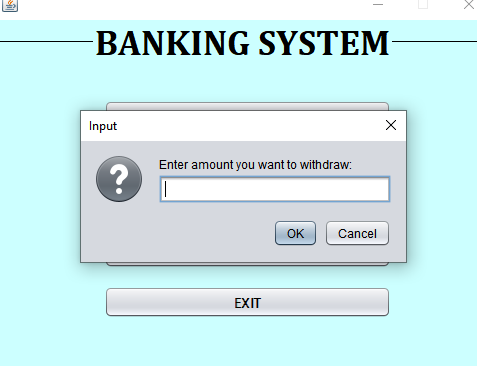 BANKING SYSTEM
Input
Enter amount you want to withdraw:
OK
Cancel
EXIT